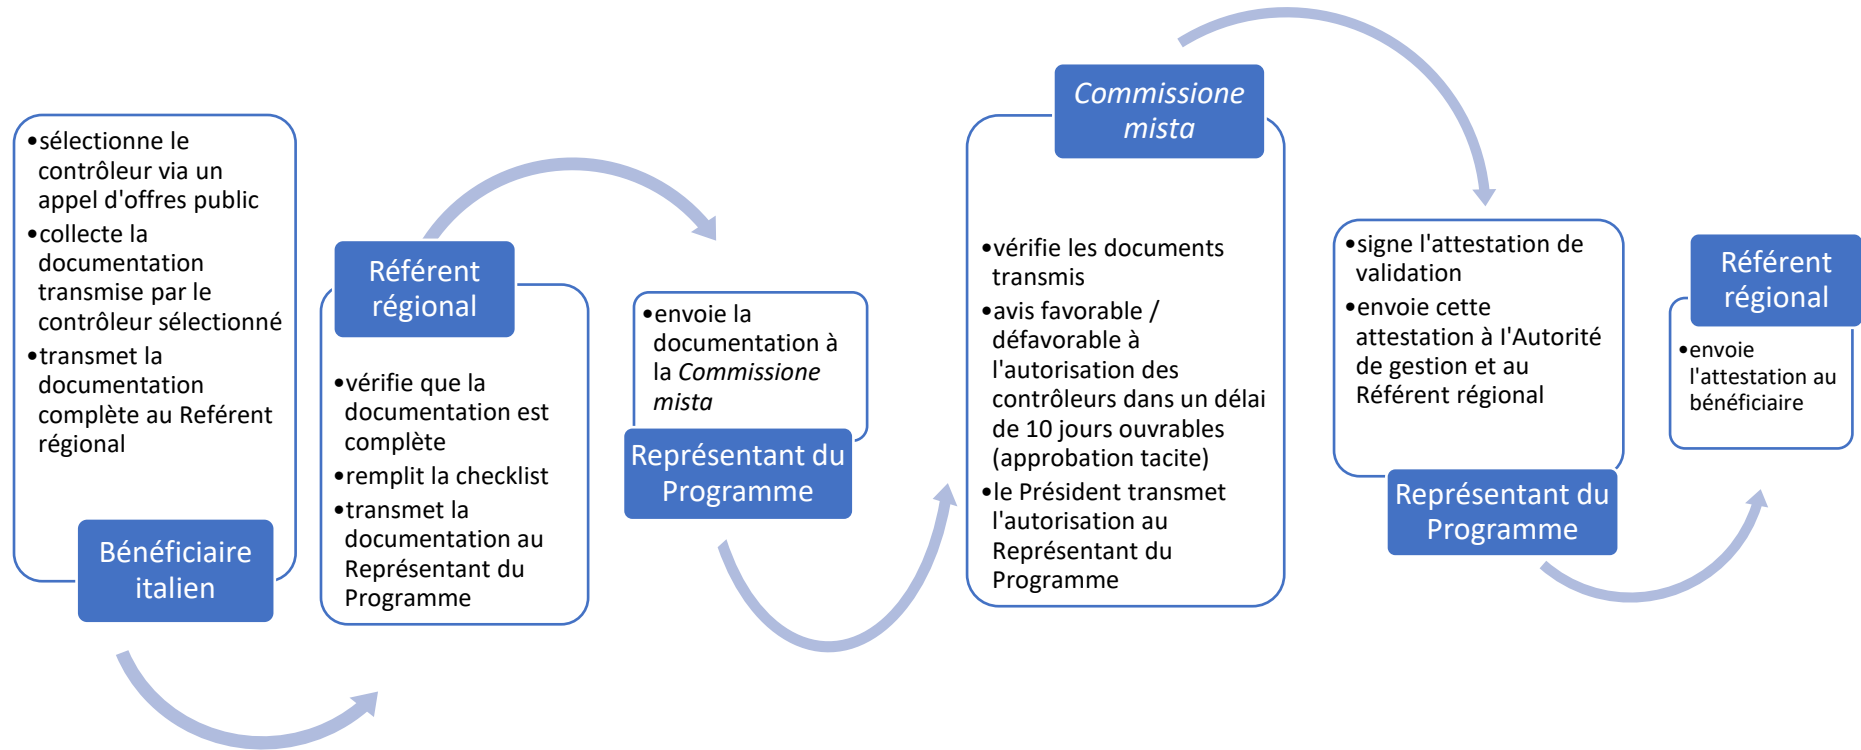 •sélectionne le
contrôleur via un
appel d'offres public
•collecte la
documentation
transmise par le
contrôleur sélectionné
•transmet la
documentation
complète au Reférent
régional
Bénéficiaire
italien
Référent
régional
•vérifie que la
documentation est
complète
•remplit la checklist
•transmet la
documentation au
Représentant du
Programme
•envoie la
documentation à
la Commissione
mista
Représentant du
Programme
Commissione
mista
•vérifie les documents
transmis
•avis favorable /
défavorable à
l'autorisation des
contrôleurs dans un délai
de 10 jours ouvrables
(approbation tacite)
•le Président transmet
l'autorisation au
Représentant du
Programme
•signe l'attestation de
validation
•envoie cette
attestation à l'Autorité
de gestion et au
Référent régional
Représentant du
Programme
Référent
régional
•envoie
l'attestation au
bénéficiaire